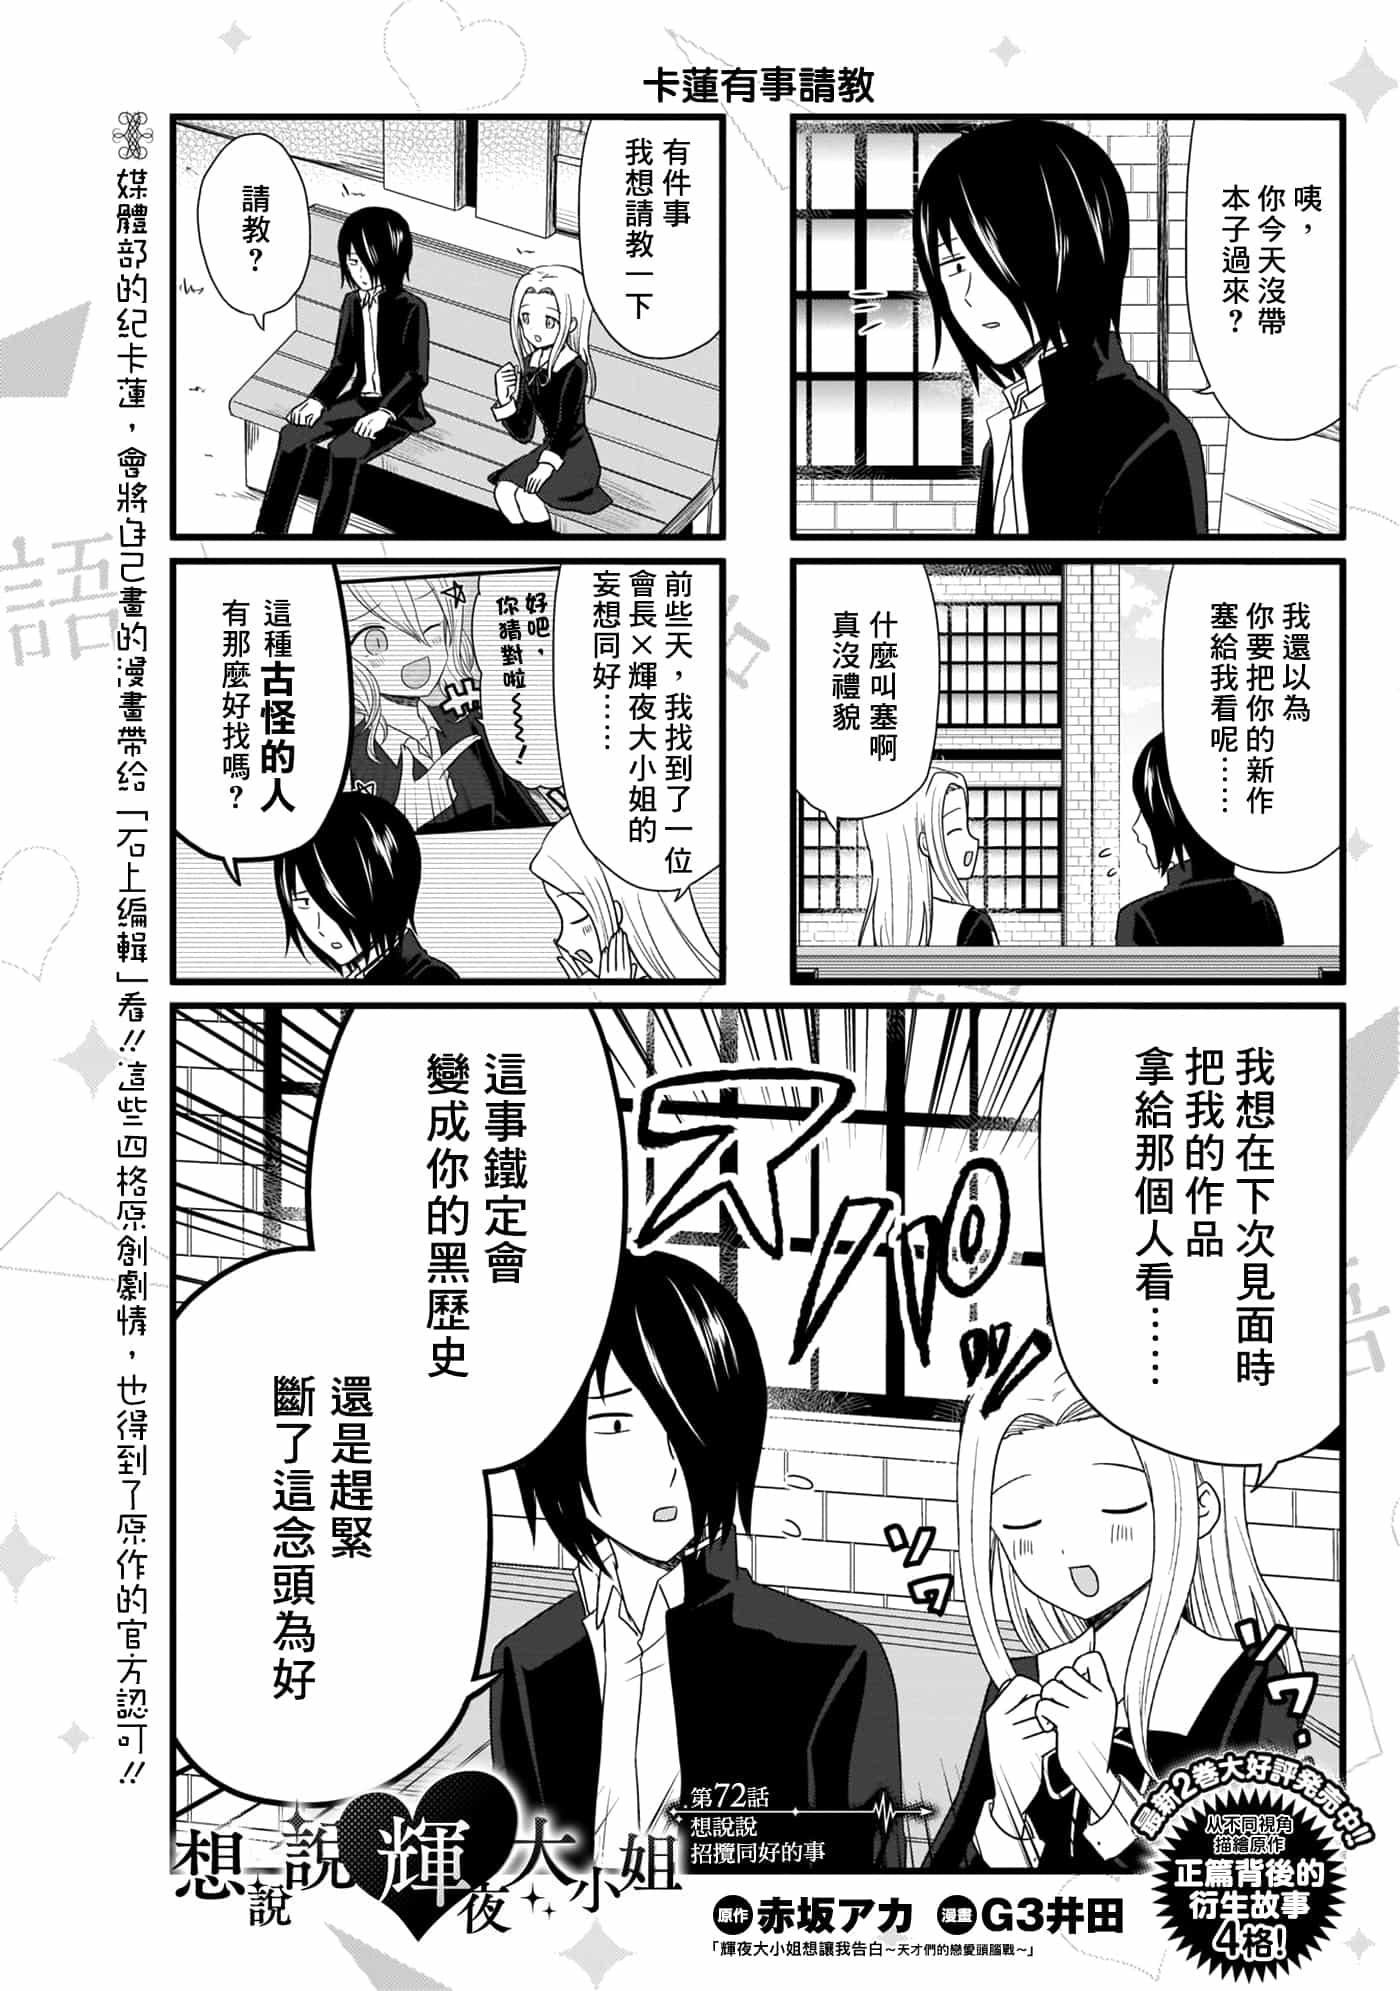 卡蓮有事請教
咦，
你今天沒帶
本子過來？
我還以為
你要把你的新作
塞給我看呢……
什麼叫塞啊
真沒禮貌
有件事
我想請教一下
請教？
前些天，我找到了一位
會長×輝夜大小姐的
妄想同好……
好吧，
你猜對啦～～～！
這種古怪的人
有那麼好找嗎？
我想在下次見面時
把我的作品
拿給那個人看……
ソワ
ソワ
這事鐵定會
變成你的黑歷史
還是趕緊
斷了這念頭為好
媒體部的紀卡蓮，會將自己畫的漫畫帶給「石上編輯」看!!這些四格原創劇情，也得到了原作的官方認可!!
想說說輝夜大小姐
第72話
想說說
招攬同好的事
原作 赤坂アカ 漫畫 G3井田
「輝夜大小姐想讓我告白～天才們的戀愛頭腦戰～」
最新2巻大好評発売中!!
从不同視角
描繪原作
正篇背後的
衍生故事
4格!